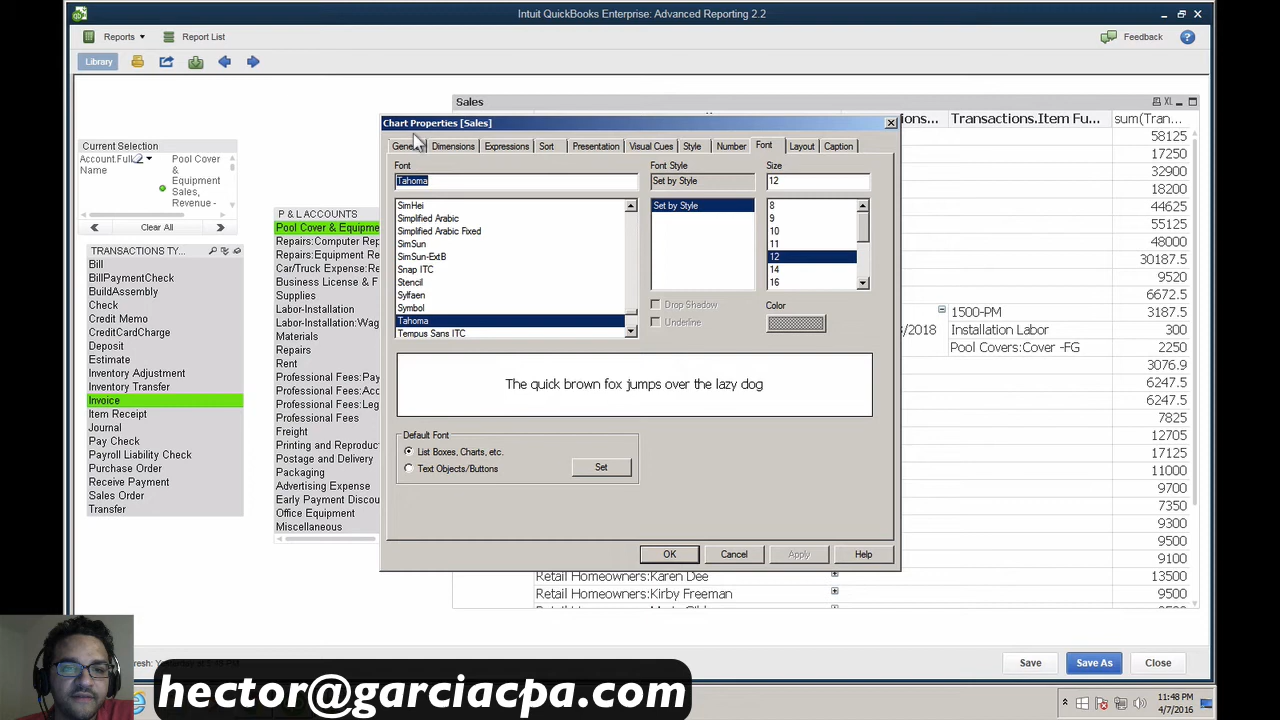 Intuit QuickBooks Enterprise: Advanced Reporting 2.2
Reports
Report List
Feedback
Library
Sales
Chart Properties [Sales]
Transactions.Item Fu...
sum(Tran...
General
Dimensions
Expressions
Sort
Presentation
Visual Cues
Style
Number
Font
Layout
Caption
Current Selection
Account.Full
Name
Pool Cover
&
Equipment
Sales,
Revenue -
Clear All
TRANSACTIONS TY...
Bill
BillPaymentCheck
BuildAssembly
Check
Credit Memo
CreditCardCharge
Deposit
Estimate
Inventory Adjustment
Inventory Transfer
Invoice
Item Receipt
Journal
Pay Check
Payroll Liability Check
Purchase Order
Receive Payment
Sales Order
Transfer
P & L ACCOUNTS
Pool Cover & Equipme
Repairs:Computer Rep
Repairs:Equipment Re
Car/Truck Expense:Re
Business License & F
Supplies
Labor-Installation
Labor-Installation:Wag
Materials
Repairs
Rent
Professional Fees:Pay
Professional Fees:Acc
Professional Fees:Leg
Professional Fees
Freight
Printing and Reproduc
Postage and Delivery
Packaging
Advertising Expense
Early Payment Discou
Office Equipment
Miscellaneous
Font
Tahoma
SimHei
Simplified Arabic
Simplified Arabic Fixed
SimSun
SimSun-ExtB
Snap ITC
Stencil
Sylfaen
Symbol
Tahoma
Tempus Sans ITC
Font Style
Set by Style
Set by Style
Drop Shadow
Underline
Size
12
8
9
10
11
12
14
16
Color
The quick brown fox jumps over the lazy dog
Default Font
List Boxes, Charts, etc.
Text Objects/Buttons
Set
OK
Cancel
Apply
Help
58125
17250
32900
18200
44625
55125
48000
30187.5
9520
6672.5
1500-PM 3187.5
/2018 Installation Labor 300
Pool Covers:Cover -FG 2250
3076.9
6247.5
6247.5
7825
12705
17125
11000
9700
7350
9300
9500
9100
Retail Homeowners:Karen Dee 13500
Retail Homeowners:Kirby Freeman 9500
Save
Save As
Close
hector@garciacpa.com
11:48 PM
4/7/2016